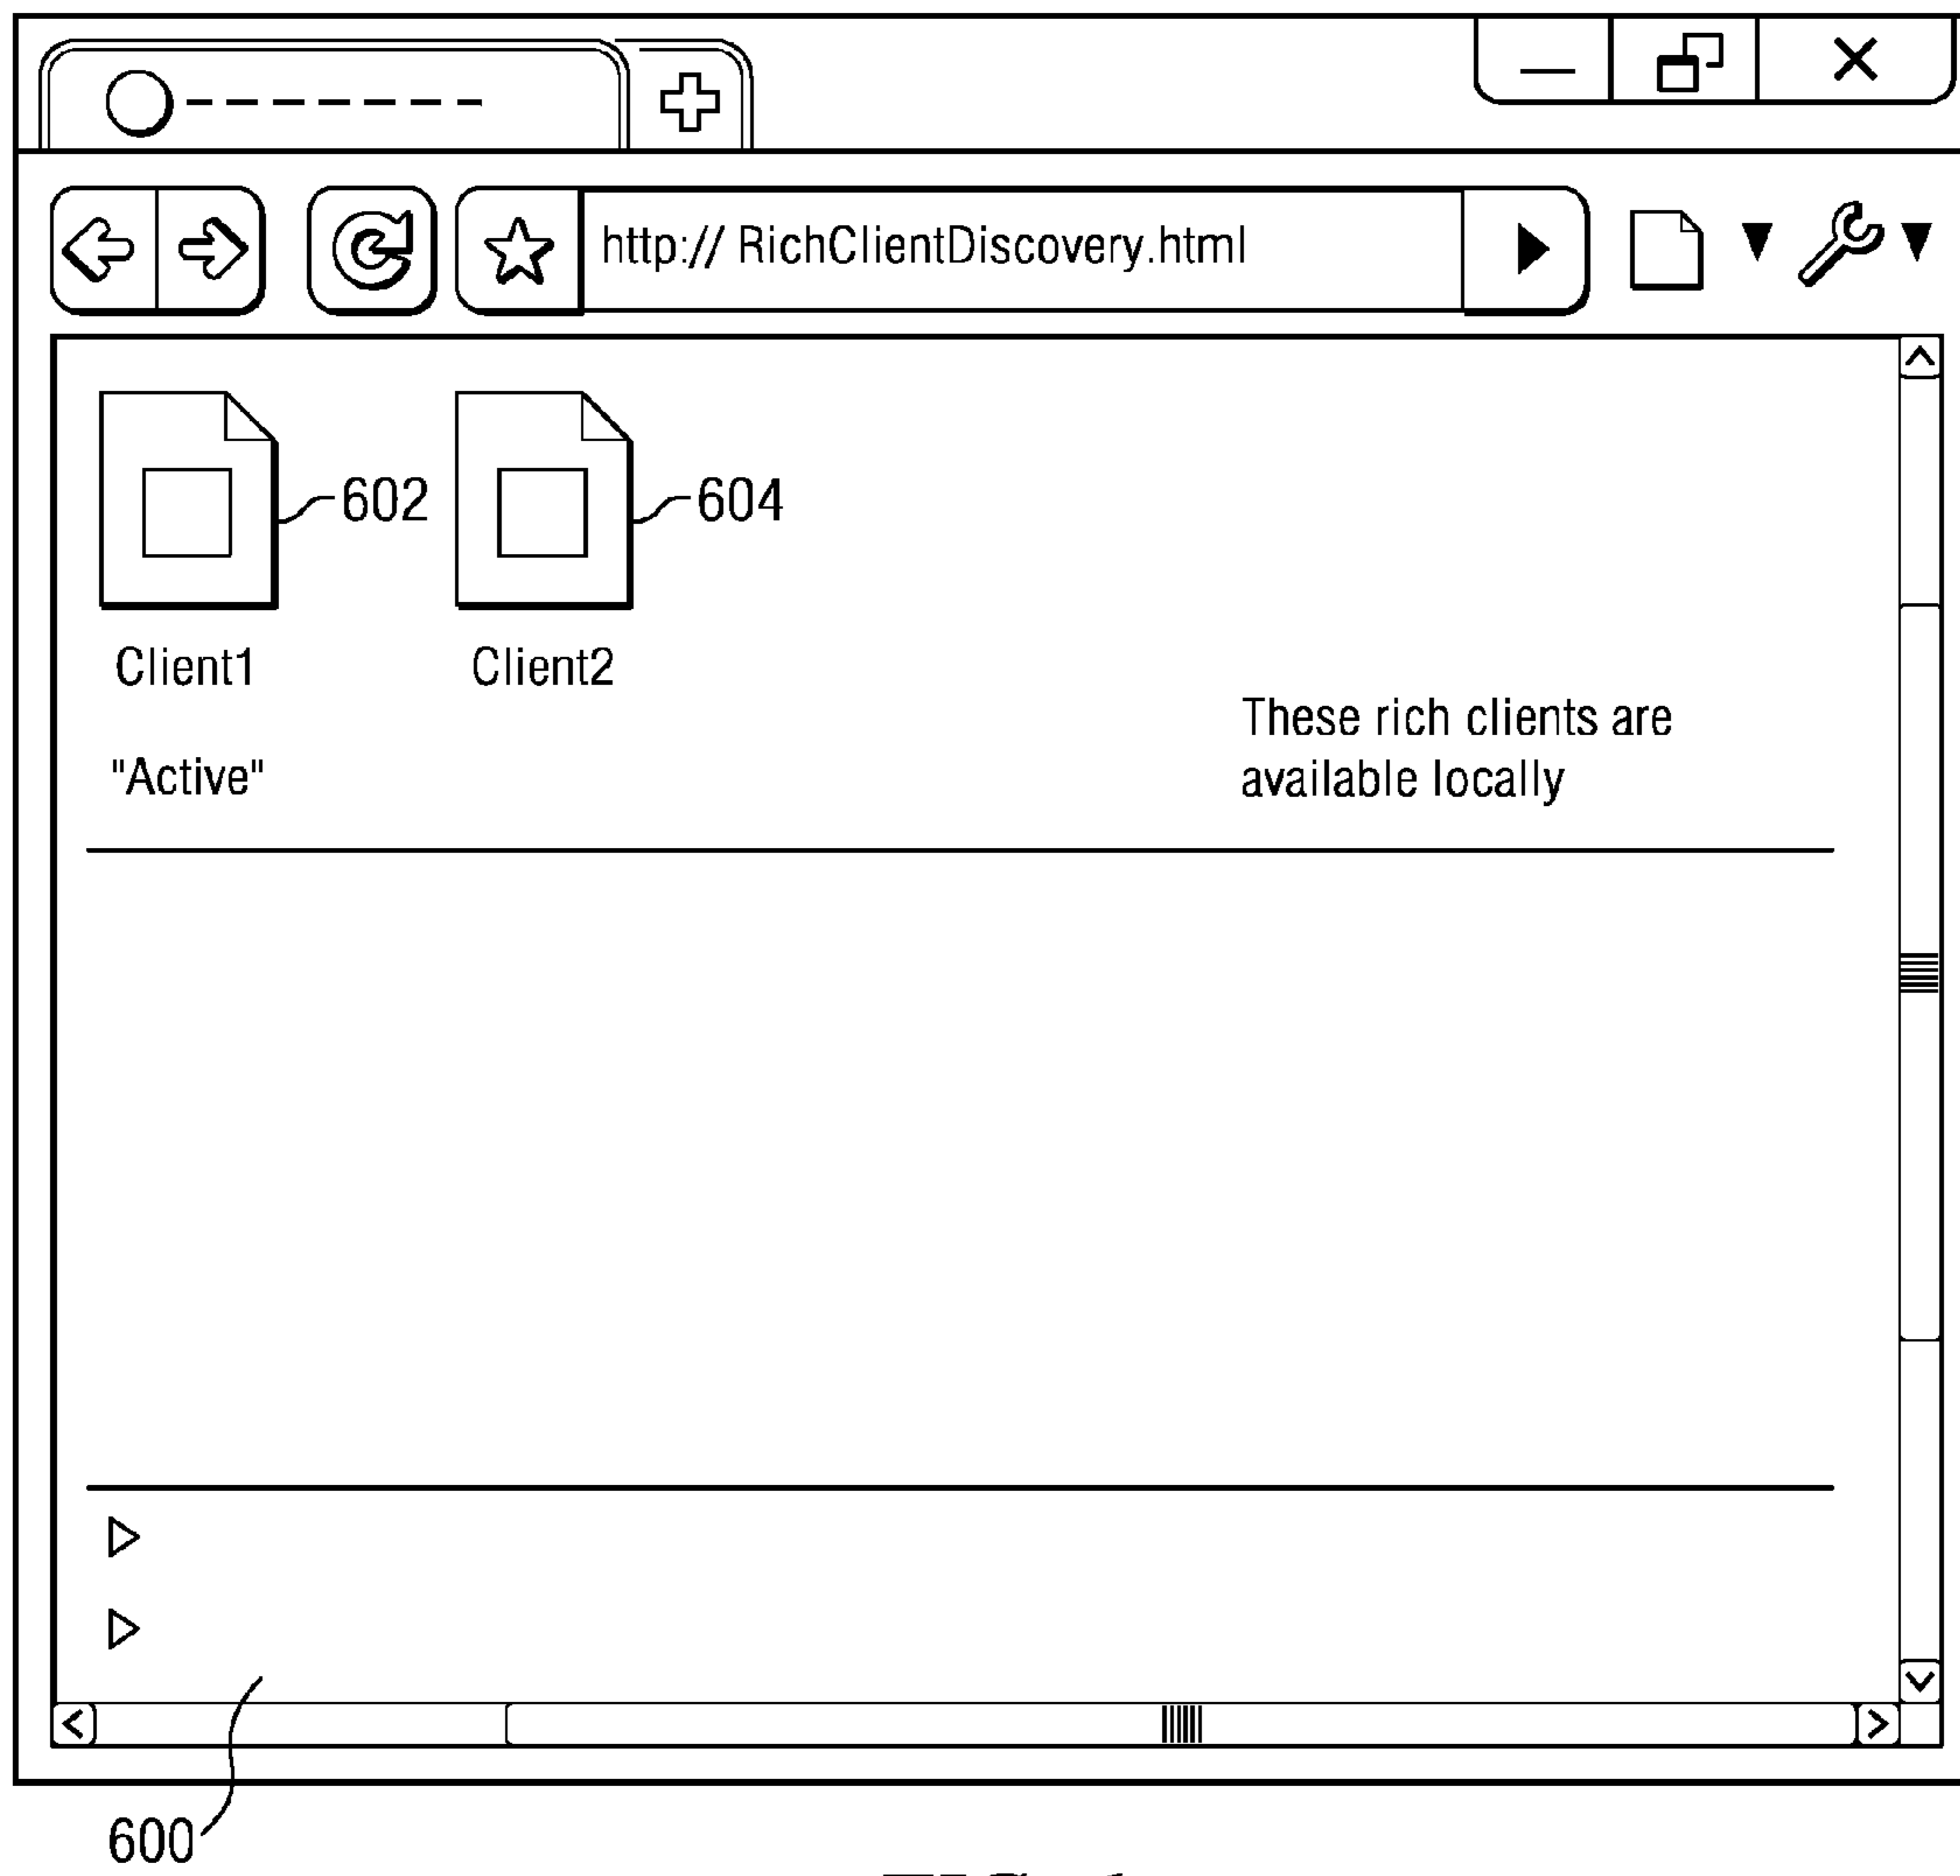 http:// RichClientDiscovery.html
602
604
Client1
Client2
These rich clients are
available locally
"Active"
600